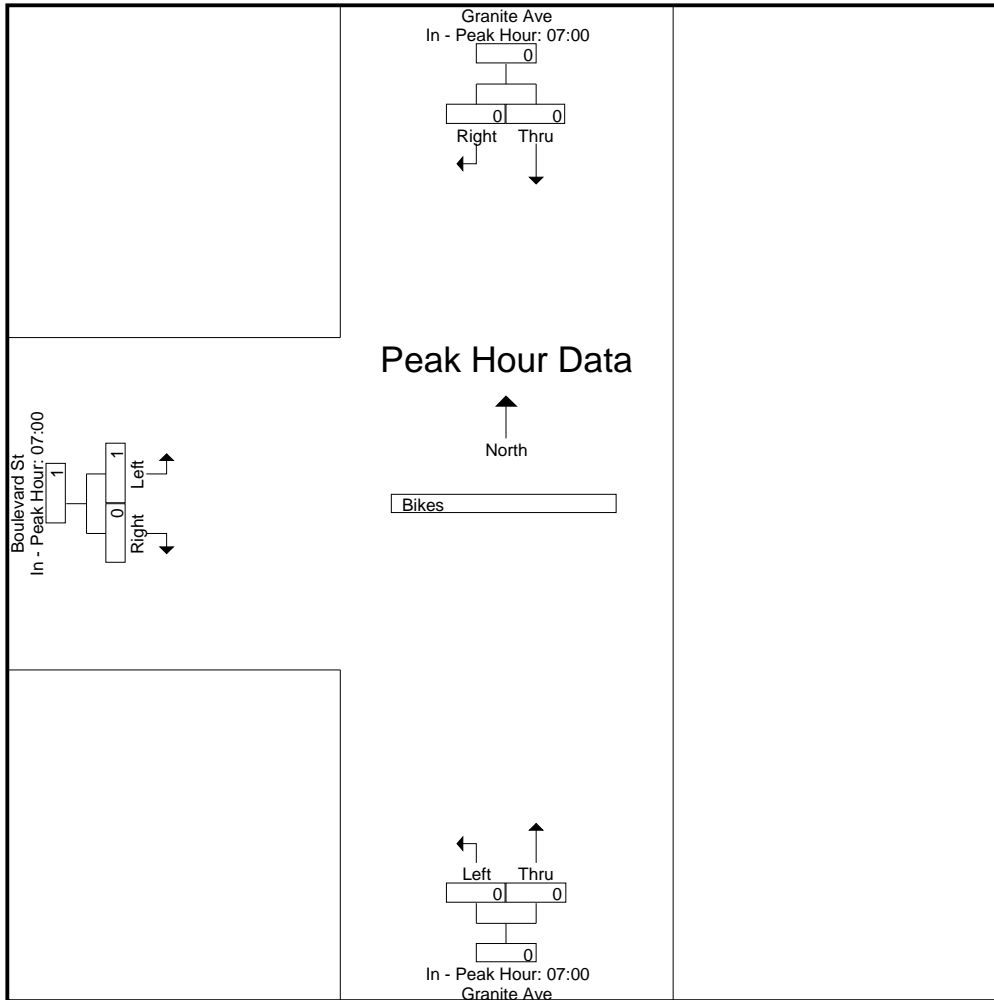 Granite Ave
In - Peak Hour: 07:00
0
0 0
Right Thru
Peak Hour Data
North
Boulevard St
In - Peak Hour: 07:00
1
1
0
Left
Right
Bikes
Left Thru
0 0
0
In - Peak Hour: 07:00
Granite Ave